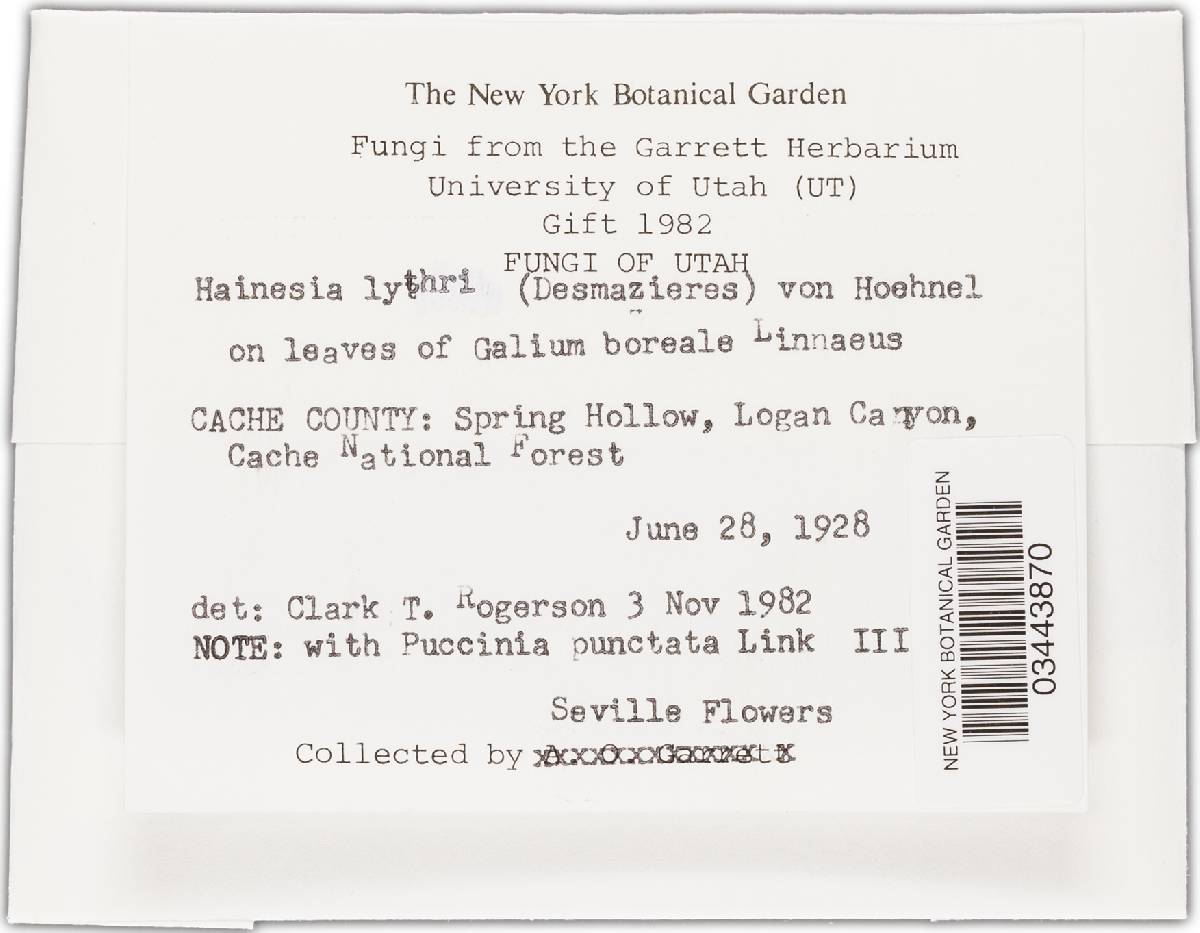 The New York Botanical Garden
Fungi from the Garrett Herbarium
University of Utah (UT)
Gift 1982
FUNGI OF UTAH
Hainesia lythri (Desmazieres) von Hoehnel
on leaves of Galium boreale Linnaeus
CACHE COUNTY: Spring Hollow, Logan Canyon,
Cache National Forest
June 28, 1928
det: Clark T. Rogerson 3 Nov 1982
NOTE: with Puccinia punctata Link III
Seville Flowers
Collected by A. O. Garrett
NEW YORK BOTANICAL GARDEN
03443870